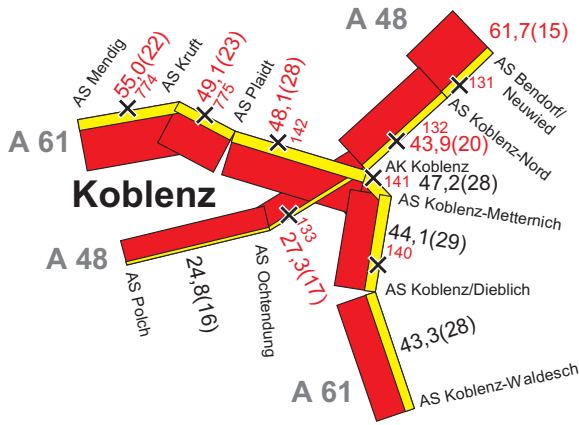 A 48
61,7(15)
AS Bendorf/
Neuwied
131
AS Koblenz-Nord
132
43,9(20)
AS Mendig
55,0(22)
774
AS Kruft
49,1(23)
775
AS Plaidt
48,1(28)
142
A 61
AK Koblenz
141
47,2(28)
Koblenz
AS Koblenz-Metternich
44,1(29)
140
A 48
AS Polch
24,8(16)
AS Ochtendung
133
27,3(17)
AS Koblenz/Dieblich
43,3(28)
A 61
AS Koblenz-Waldesch